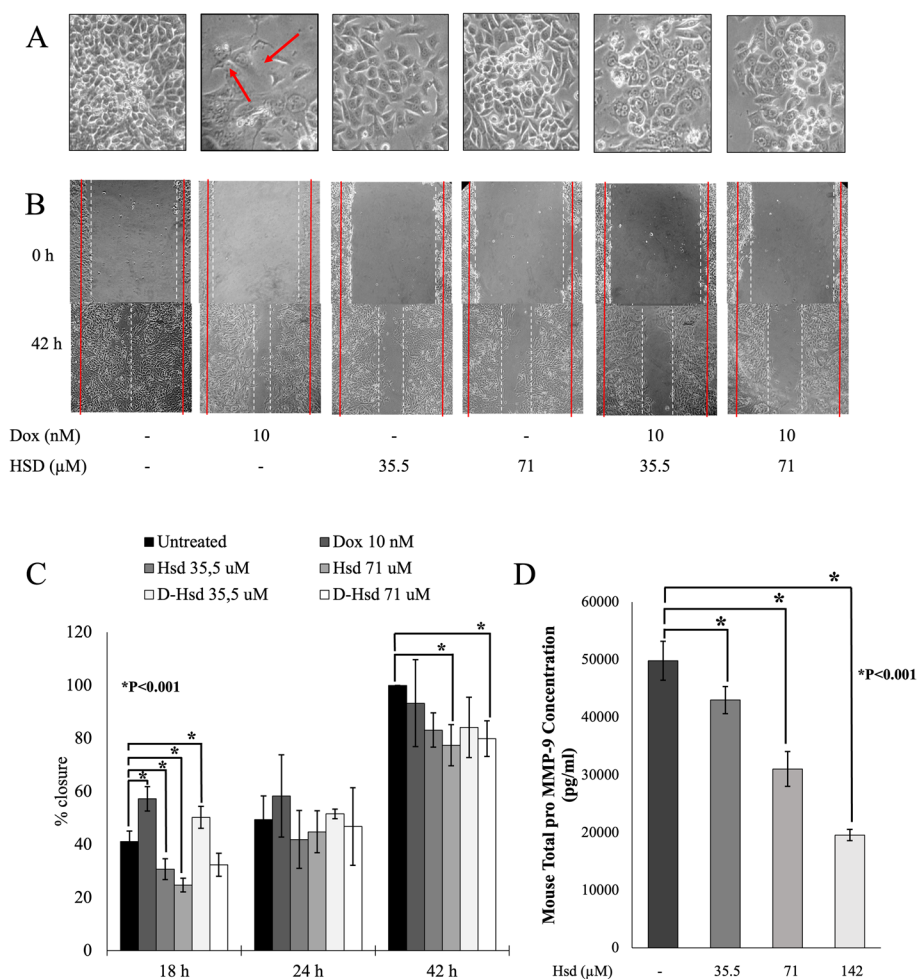 A
B
0 h
42 h
Dox (nM) - 10 - - 10 10
HSD (µM) - - 35.5 71 35.5 71
C
Untreated Dox 10 nM
Hsd 35,5 uM Hsd 71 uM
D-Hsd 35,5 uM D-Hsd 71 uM
% closure
120
100
80
60
40
20
0
*P<0.001
* * * *
* *
18 h 24 h 42 h
D
Mouse Total pro MMP-9 Concentration
(pg/ml)
60000
50000
40000
30000
20000
10000
0
*
*
*
*P<0.001
Hsd (µM) - 35.5 71 142